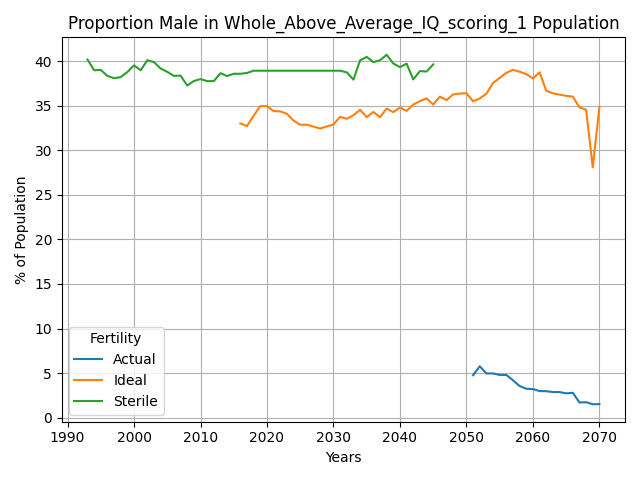 Proportion Male in Whole_Above_Average_IQ_scoring_1 Population
% of Population
40
35
30
25
20
15
10
5
0
Fertility
Actual
Ideal
Sterile
1990 2000 2010 2020 2030 2040 2050 2060 2070
Years